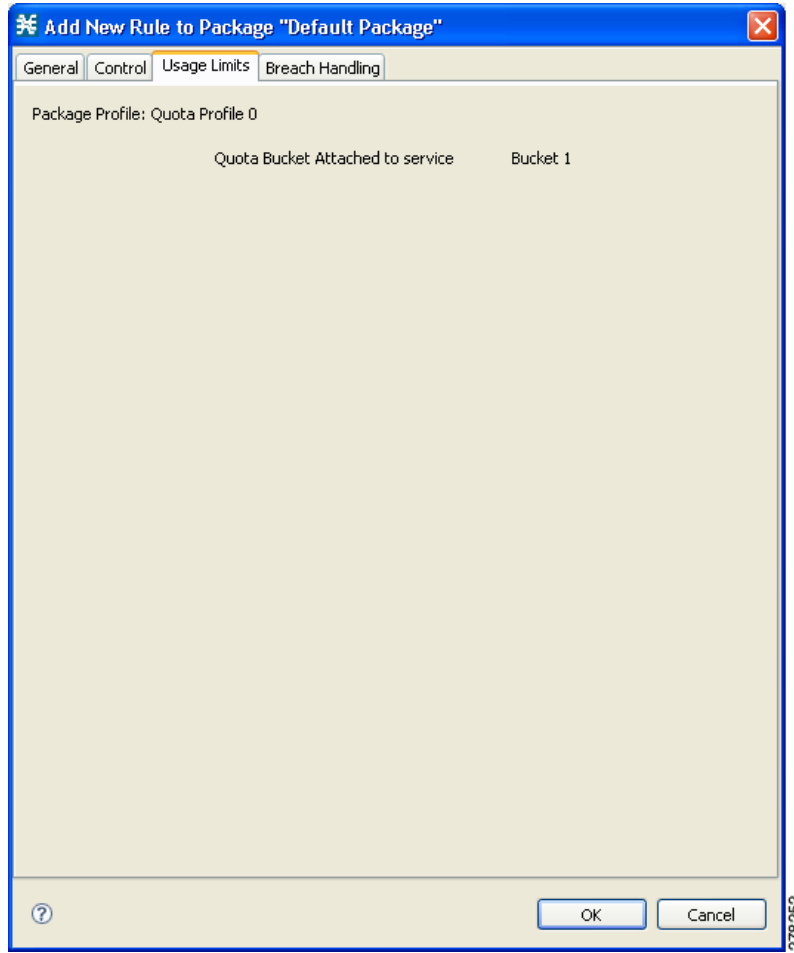 Add New Rule to Package "Default Package"
General Control Usage Limits Breach Handling
Package Profile: Quota Profile 0
Quota Bucket Attached to service Bucket 1
?
OK Cancel